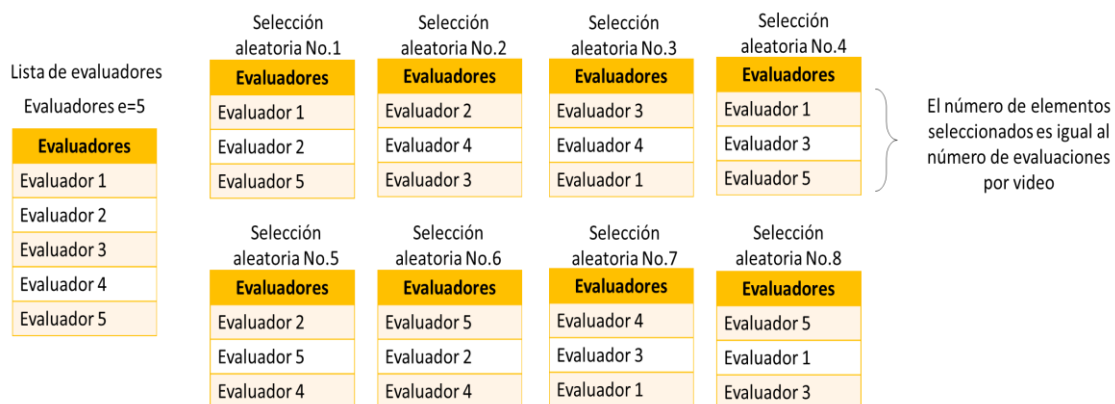 Lista de evaluadores
Evaluadores e=5
Evaluadores
Evaluador 1
Evaluador 2
Evaluador 3
Evaluador 4
Evaluador 5
Selección
aleatoria No.1
Evaluadores
Evaluador 1
Evaluador 2
Evaluador 5
Selección
aleatoria No.2
Evaluadores
Evaluador 2
Evaluador 4
Evaluador 3
Selección
aleatoria No.3
Evaluadores
Evaluador 3
Evaluador 4
Evaluador 1
Selección
aleatoria No.4
Evaluadores
Evaluador 1
Evaluador 3
Evaluador 5
El número de elementos
seleccionados es igual al
número de evaluaciones
por video
Selección
aleatoria No.5
Evaluadores
Evaluador 2
Evaluador 5
Evaluador 4
Selección
aleatoria No.6
Evaluadores
Evaluador 5
Evaluador 2
Evaluador 4
Selección
aleatoria No.7
Evaluadores
Evaluador 4
Evaluador 3
Evaluador 1
Selección
aleatoria No.8
Evaluadores
Evaluador 5
Evaluador 1
Evaluador 3